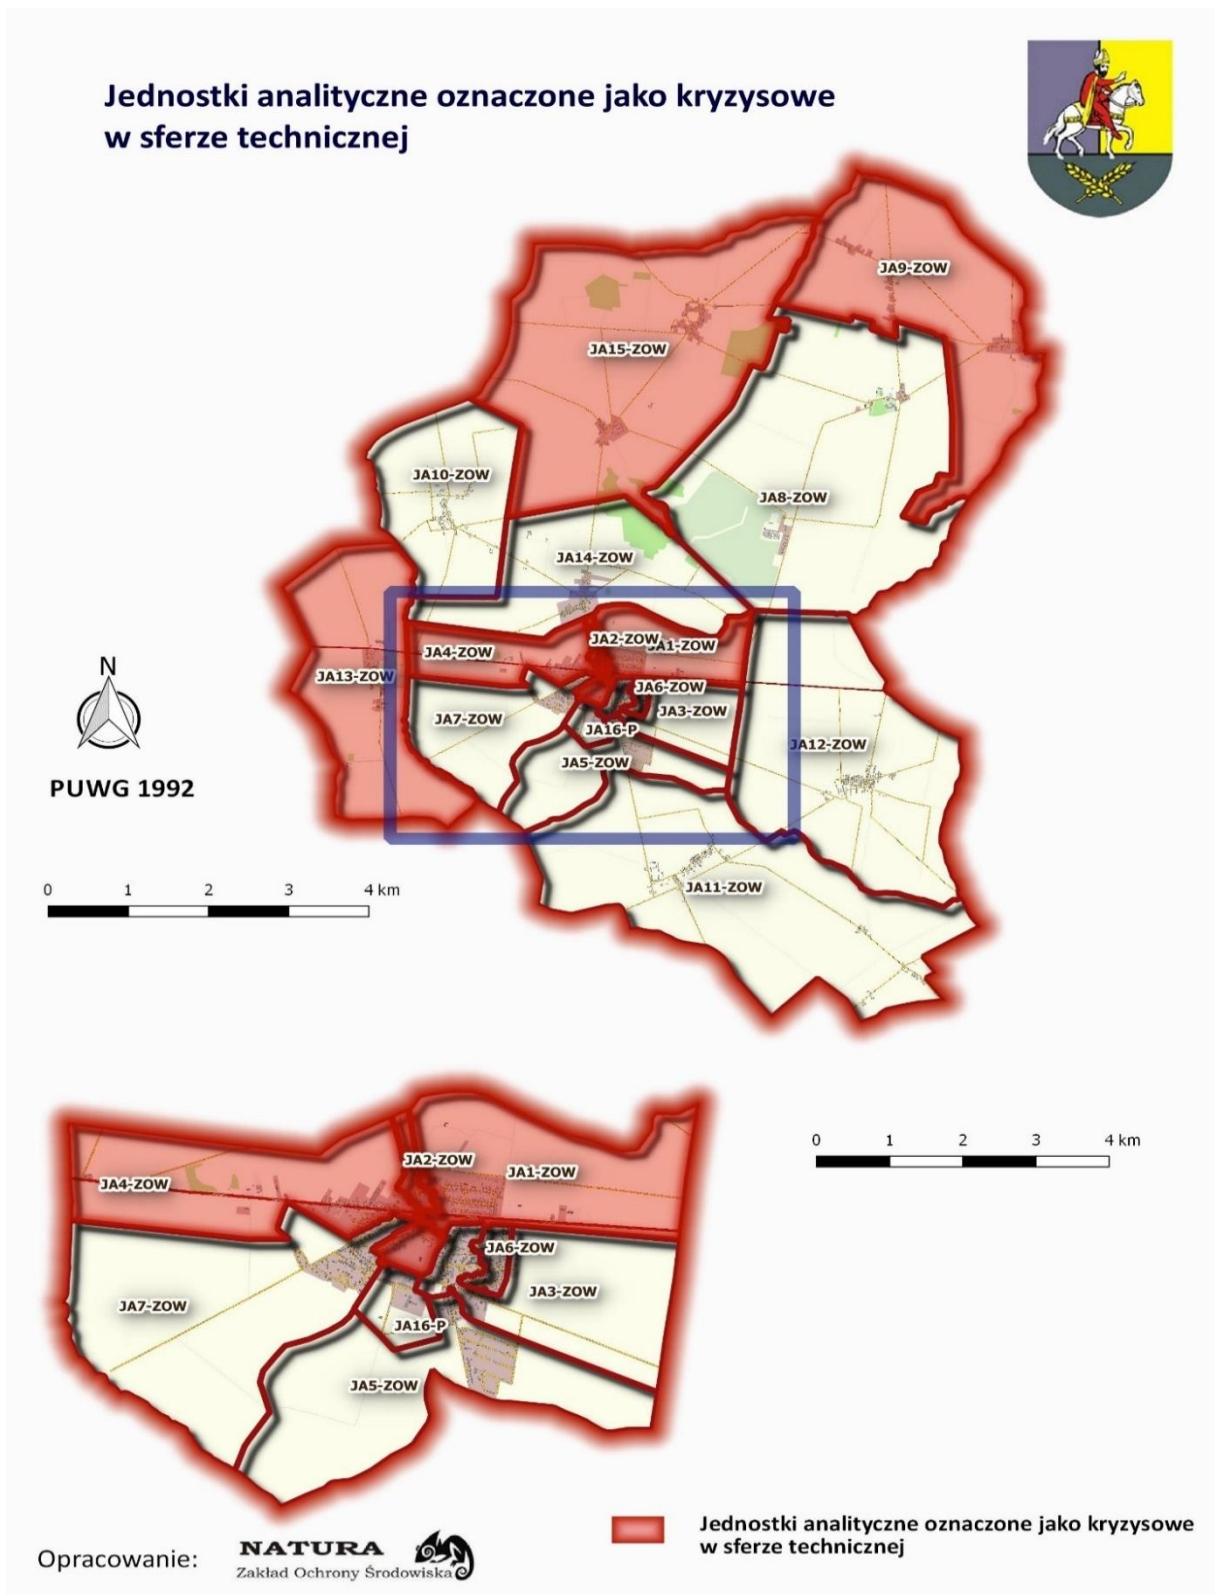 Jednostki analityczne oznaczone jako kryzysowe
w sferze technicznej
JA9-ZOW
JA15-ZOW
JA10-ZOW
JA8-ZOW
JA14-ZOW
JA2-ZOW
JA1-ZOW
JA4-ZOW
JA13-ZOW
JA6-ZOW
JA3-ZOW
JA7-ZOW
JA16-P
JA12-ZOW
JA5-ZOW
JA11-ZOW
N
PUWG 1992
0 1 2 3 4 km
JA2-ZOW
JA1-ZOW
JA4-ZOW
JA6-ZOW
JA3-ZOW
JA7-ZOW
JA16-P
JA5-ZOW
0 1 2 3 4 km
Jednostki analityczne oznaczone jako kryzysowe
w sferze technicznej
Opracowanie:
NATURA
Zakład Ochrony Środowiska